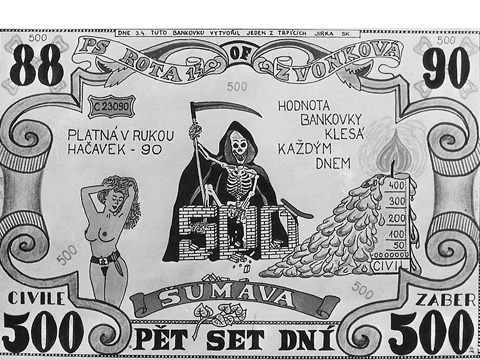 DNE 3.4. TUTO BANKOVKU VYTVOŘIL JEDEN Z TRPÍCÍCH JIRKA SK.
500
500
PS ROTA 14 OF ZVONKOVÁ
88
90
500
C 23090
PLATNÁ V RUKOU
HAČAVEK - 90
HODNOTA
BANKOVKY
KLESÁ
KAŽDÝM
DNEM
400
300
200
100
50
CIVIL
500
500
500
ŠUMAVA
CIVILE
ZABER
500
PĚT SET DNÍ
500